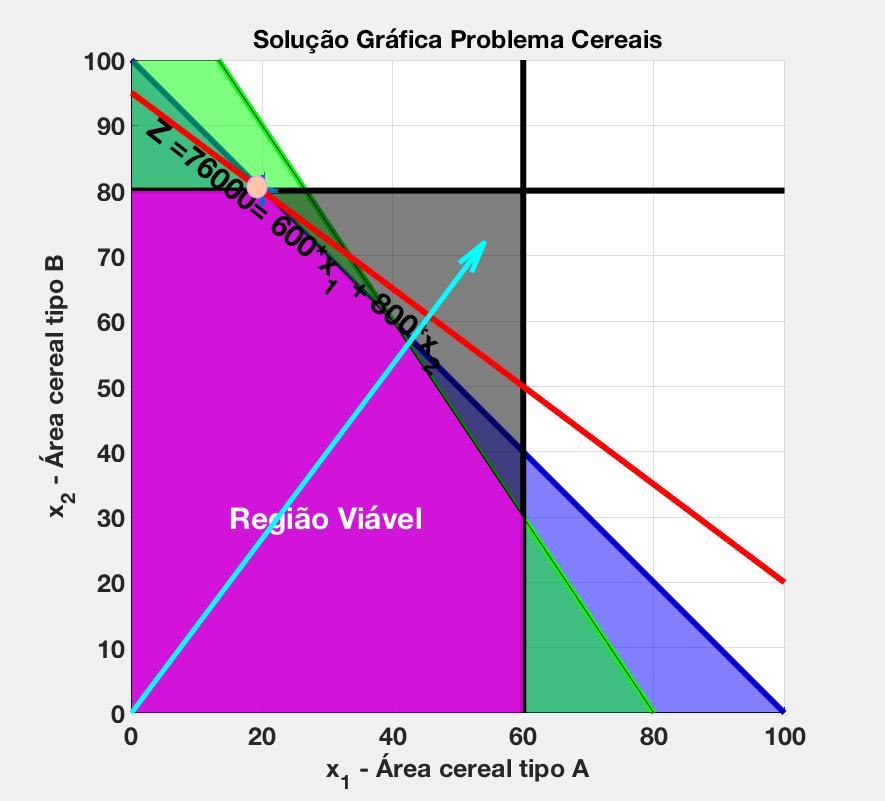 Solução Gráfica Problema Cereais
100
90
80
70
60
50
40
30
20
10
0
x₂ - Área cereal tipo B
Z =76000= 600*x₁ + 800*x₂
Região Viável
0 20 40 60 80 100
x₁ - Área cereal tipo A